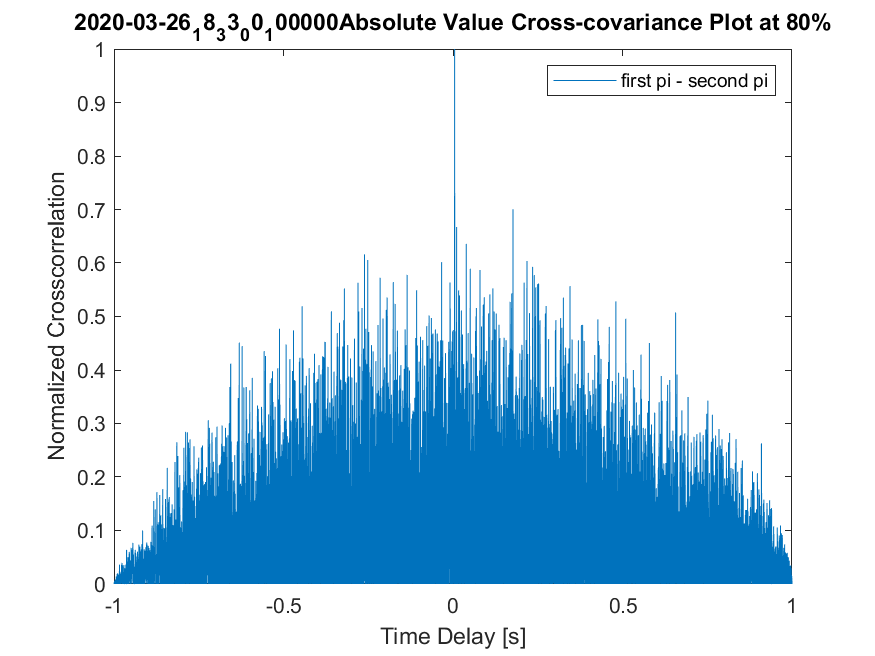 2020-03-26₁8₃3₀0₁00000Absolute Value Cross-covariance Plot at 80%
first pi - second pi
1
0.9
0.8
0.7
0.6
0.5
0.4
0.3
0.2
0.1
0
Normalized Crosscorrelation
-1 -0.5 0 0.5 1
Time Delay [s]